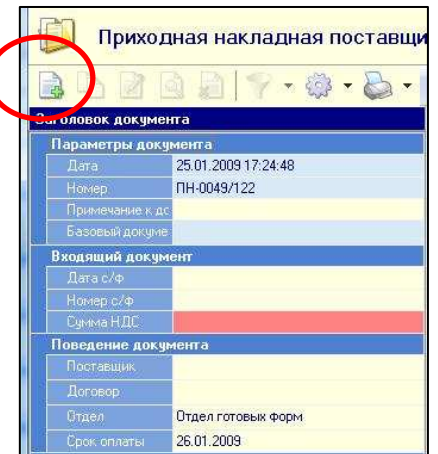 Приходная накладная поставщи
Заголовок документа
Параметры документа
Дата 25.01.2009 17:24:48
Номер ПН-0049/122
Примечание к дс
Базовый докуме
Входящий документ
Дата с/ф
Номер с/ф
Сумма НДС
Поведение документа
Поставщик
Договор
Отдел Отдел готовых форм
Срок оплаты 26.01.2009